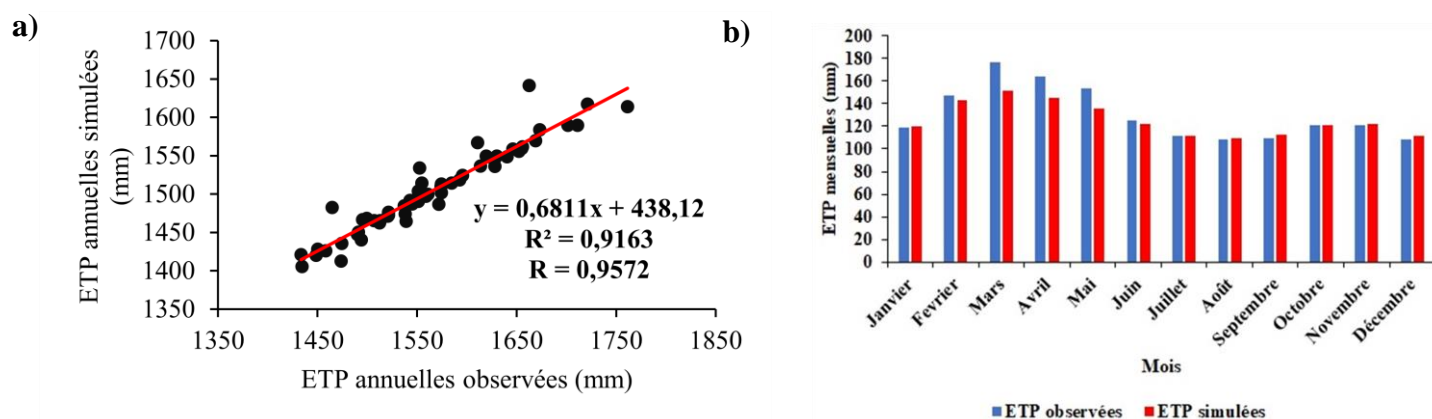 a)
1700
1650
1600
1550
1500
1450
1400
1350
1350 1450 1550 1650 1750 1850
ETP annuelles simulées
(mm)
ETP annuelles observées (mm)
y = 0,6811x + 438,12
R² = 0,9163
R = 0,9572
b)
200
180
160
140
120
100
80
60
40
20
0
ETP mensuelles (mm)
Janvier
Fevrier
Mars
Avril
Mai
Juin
Juillet
Août
Septembre
Octobre
Novembre
Décembre
Mois
ETP observées ETP simulées